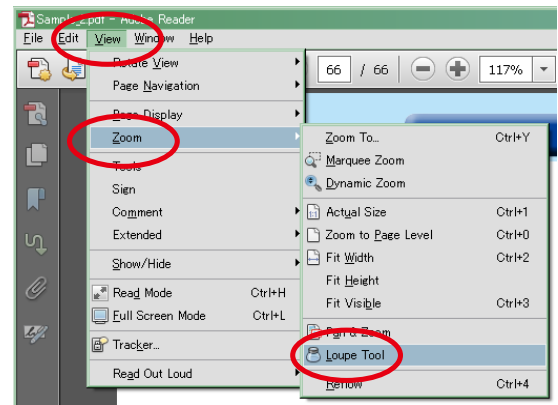 Sample_2.pdf - Adobe Reader
File Edit View Window Help
66 / 66 117%
Rotate View
Page Navigation
Page Display
Zoom
Tools
Sign
Comment
Extended
Show/Hide
Read Mode Ctrl+H
Full Screen Mode Ctrl+L
Tracker...
Read Out Loud
Zoom To... Ctrl+Y
Marquee Zoom
Dynamic Zoom
Actual Size Ctrl+1
Zoom to Page Level Ctrl+0
Fit Width Ctrl+2
Fit Height
Fit Visible Ctrl+3
Pan & Zoom
Loupe Tool
Reflow Ctrl+4